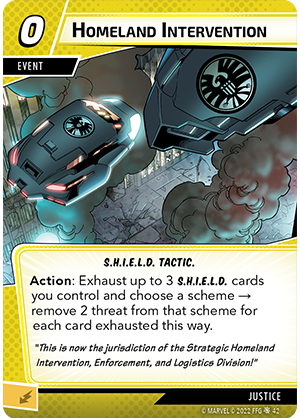 0
HOMELAND INTERVENTION
EVENT
S.H.I.E.L.D. TACTIC.
Action: Exhaust up to 3 S.H.I.E.L.D. cards
you control and choose a scheme →
remove 2 threat from that scheme for
each card exhausted this way.
"This is now the jurisdiction of the Strategic Homeland
Intervention, Enforcement, and Logistics Division!"
JUSTICE
© MARVEL © 2022 FFG 42